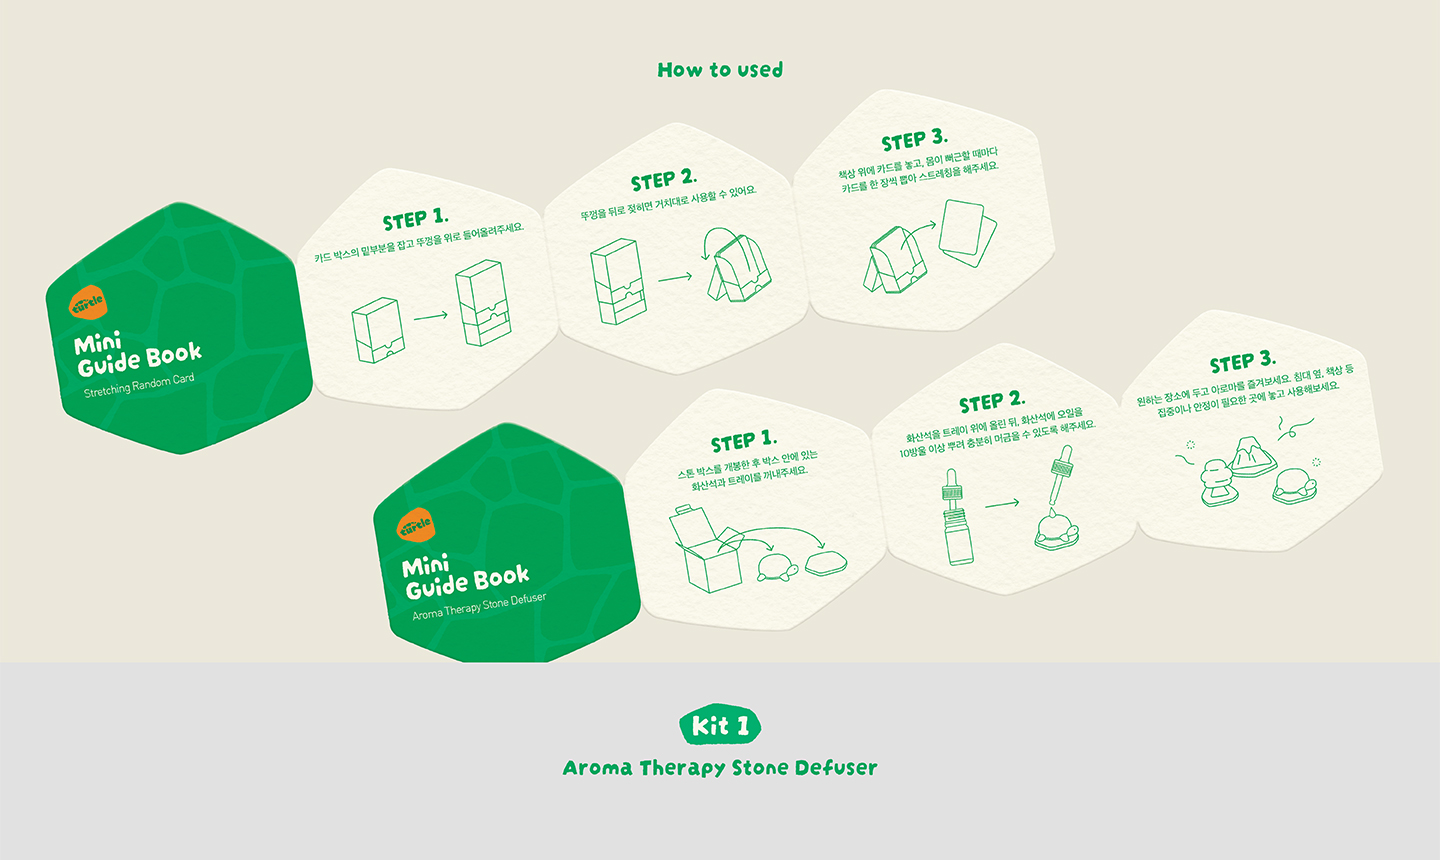 How to used
turtle
Mini
Guide Book
Stretching Random Card
STEP 1.
카드 박스의 밑부분을 잡고 뚜껑을 위로 들어올려주세요.
STEP 2.
뚜껑을 뒤로 젖히면 거치대로 사용할 수 있어요.
STEP 3.
책상 위에 카드를 놓고, 몸이 뻐근할 때마다
카드를 한 장씩 뽑아 스트레칭을 해주세요.
turtle
Mini
Guide Book
Aroma Therapy Stone Defuser
STEP 1.
스톤 박스를 개봉한 후 박스 안에 있는
화산석과 트레이를 꺼내주세요.
STEP 2.
화산석을 트레이 위에 올린 뒤, 화산석에 오일을
10방울 이상 뿌려 충분히 머금을 수 있도록 해주세요.
STEP 3.
원하는 장소에 두고 아로마를 즐겨보세요. 침대 옆, 책상 등
집중이나 안정이 필요한 곳에 놓고 사용해보세요.
Kit 1
Aroma Therapy Stone Defuser